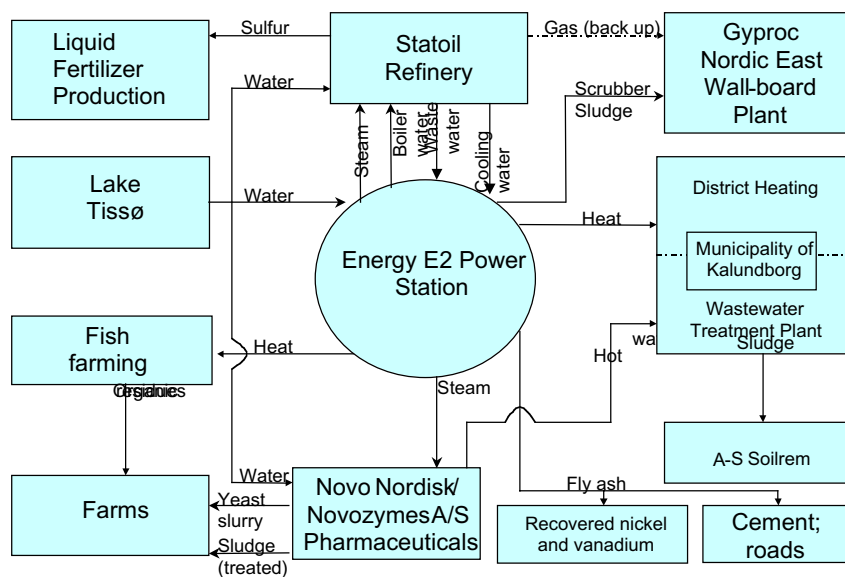 Liquid
Fertilizer
Production
Sulfur
Statoil
Refinery
Gas (back up)
Gyproc
Nordic East
Wall-board
Plant
Water
Scrubber
Sludge
Steam
Boiler
water
Waste
water
Cooling
water
Lake
Tissø
Water
Energy E2 Power
Station
Heat
District Heating
Municipality of
Kalundborg
Wastewater
Treatment Plant
Sludge
Fish
farming
Heat
Hot
wa
Organic
residues
Steam
Farms
Water
Yeast
slurry
Sludge
(treated)
Novo Nordisk/
Novozymes A/S
Pharmaceuticals
Fly ash
A-S Soilrem
Recovered nickel
and vanadium
Cement;
roads